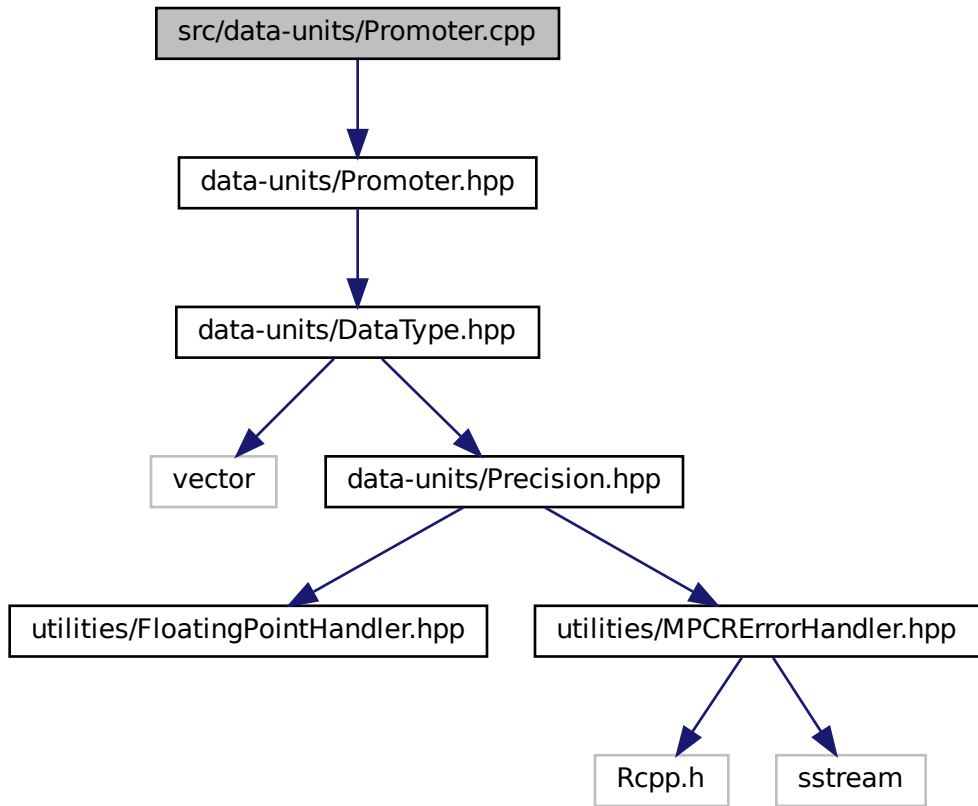 src/data-units/Promoter.cpp
data-units/Promoter.hpp
data-units/DataType.hpp
vector
data-units/Precision.hpp
utilities/FloatingPointHandler.hpp
utilities/MPCRErrorHandler.hpp
Rcpp.h
sstream